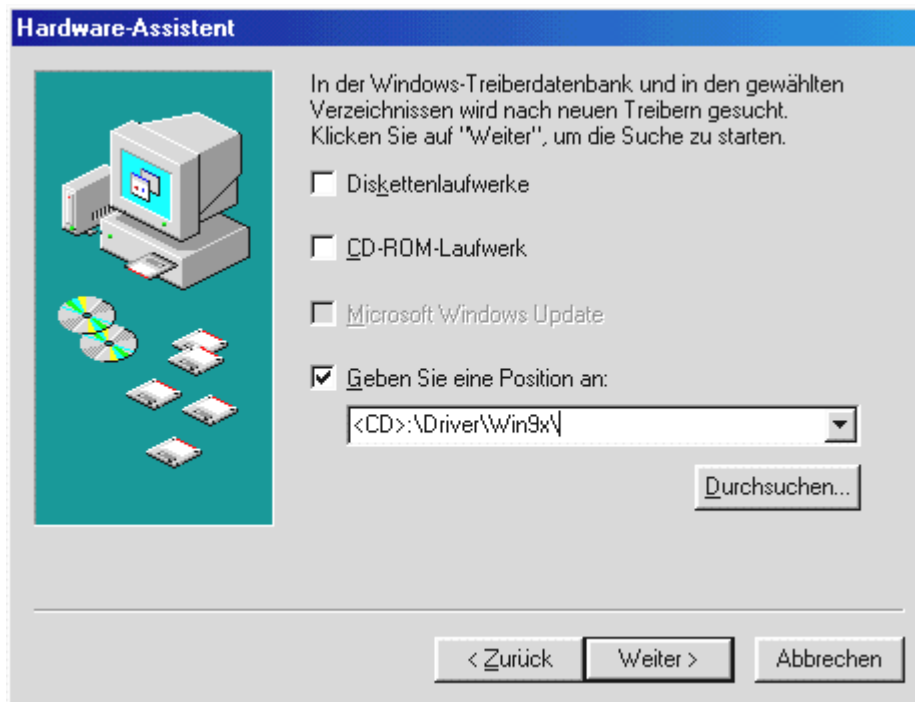 Hardware-Assistent
In der Windows-Treiberdatenbank und in den gewählten
Verzeichnissen wird nach neuen Treibern gesucht.
Klicken Sie auf "Weiter", um die Suche zu starten.
Diskettenlaufwerke
CD-ROM-Laufwerk
Microsoft Windows Update
Geben Sie eine Position an:
<CD>:\Driver\Win9x\
Durchsuchen...
< Zurück Weiter > Abbrechen